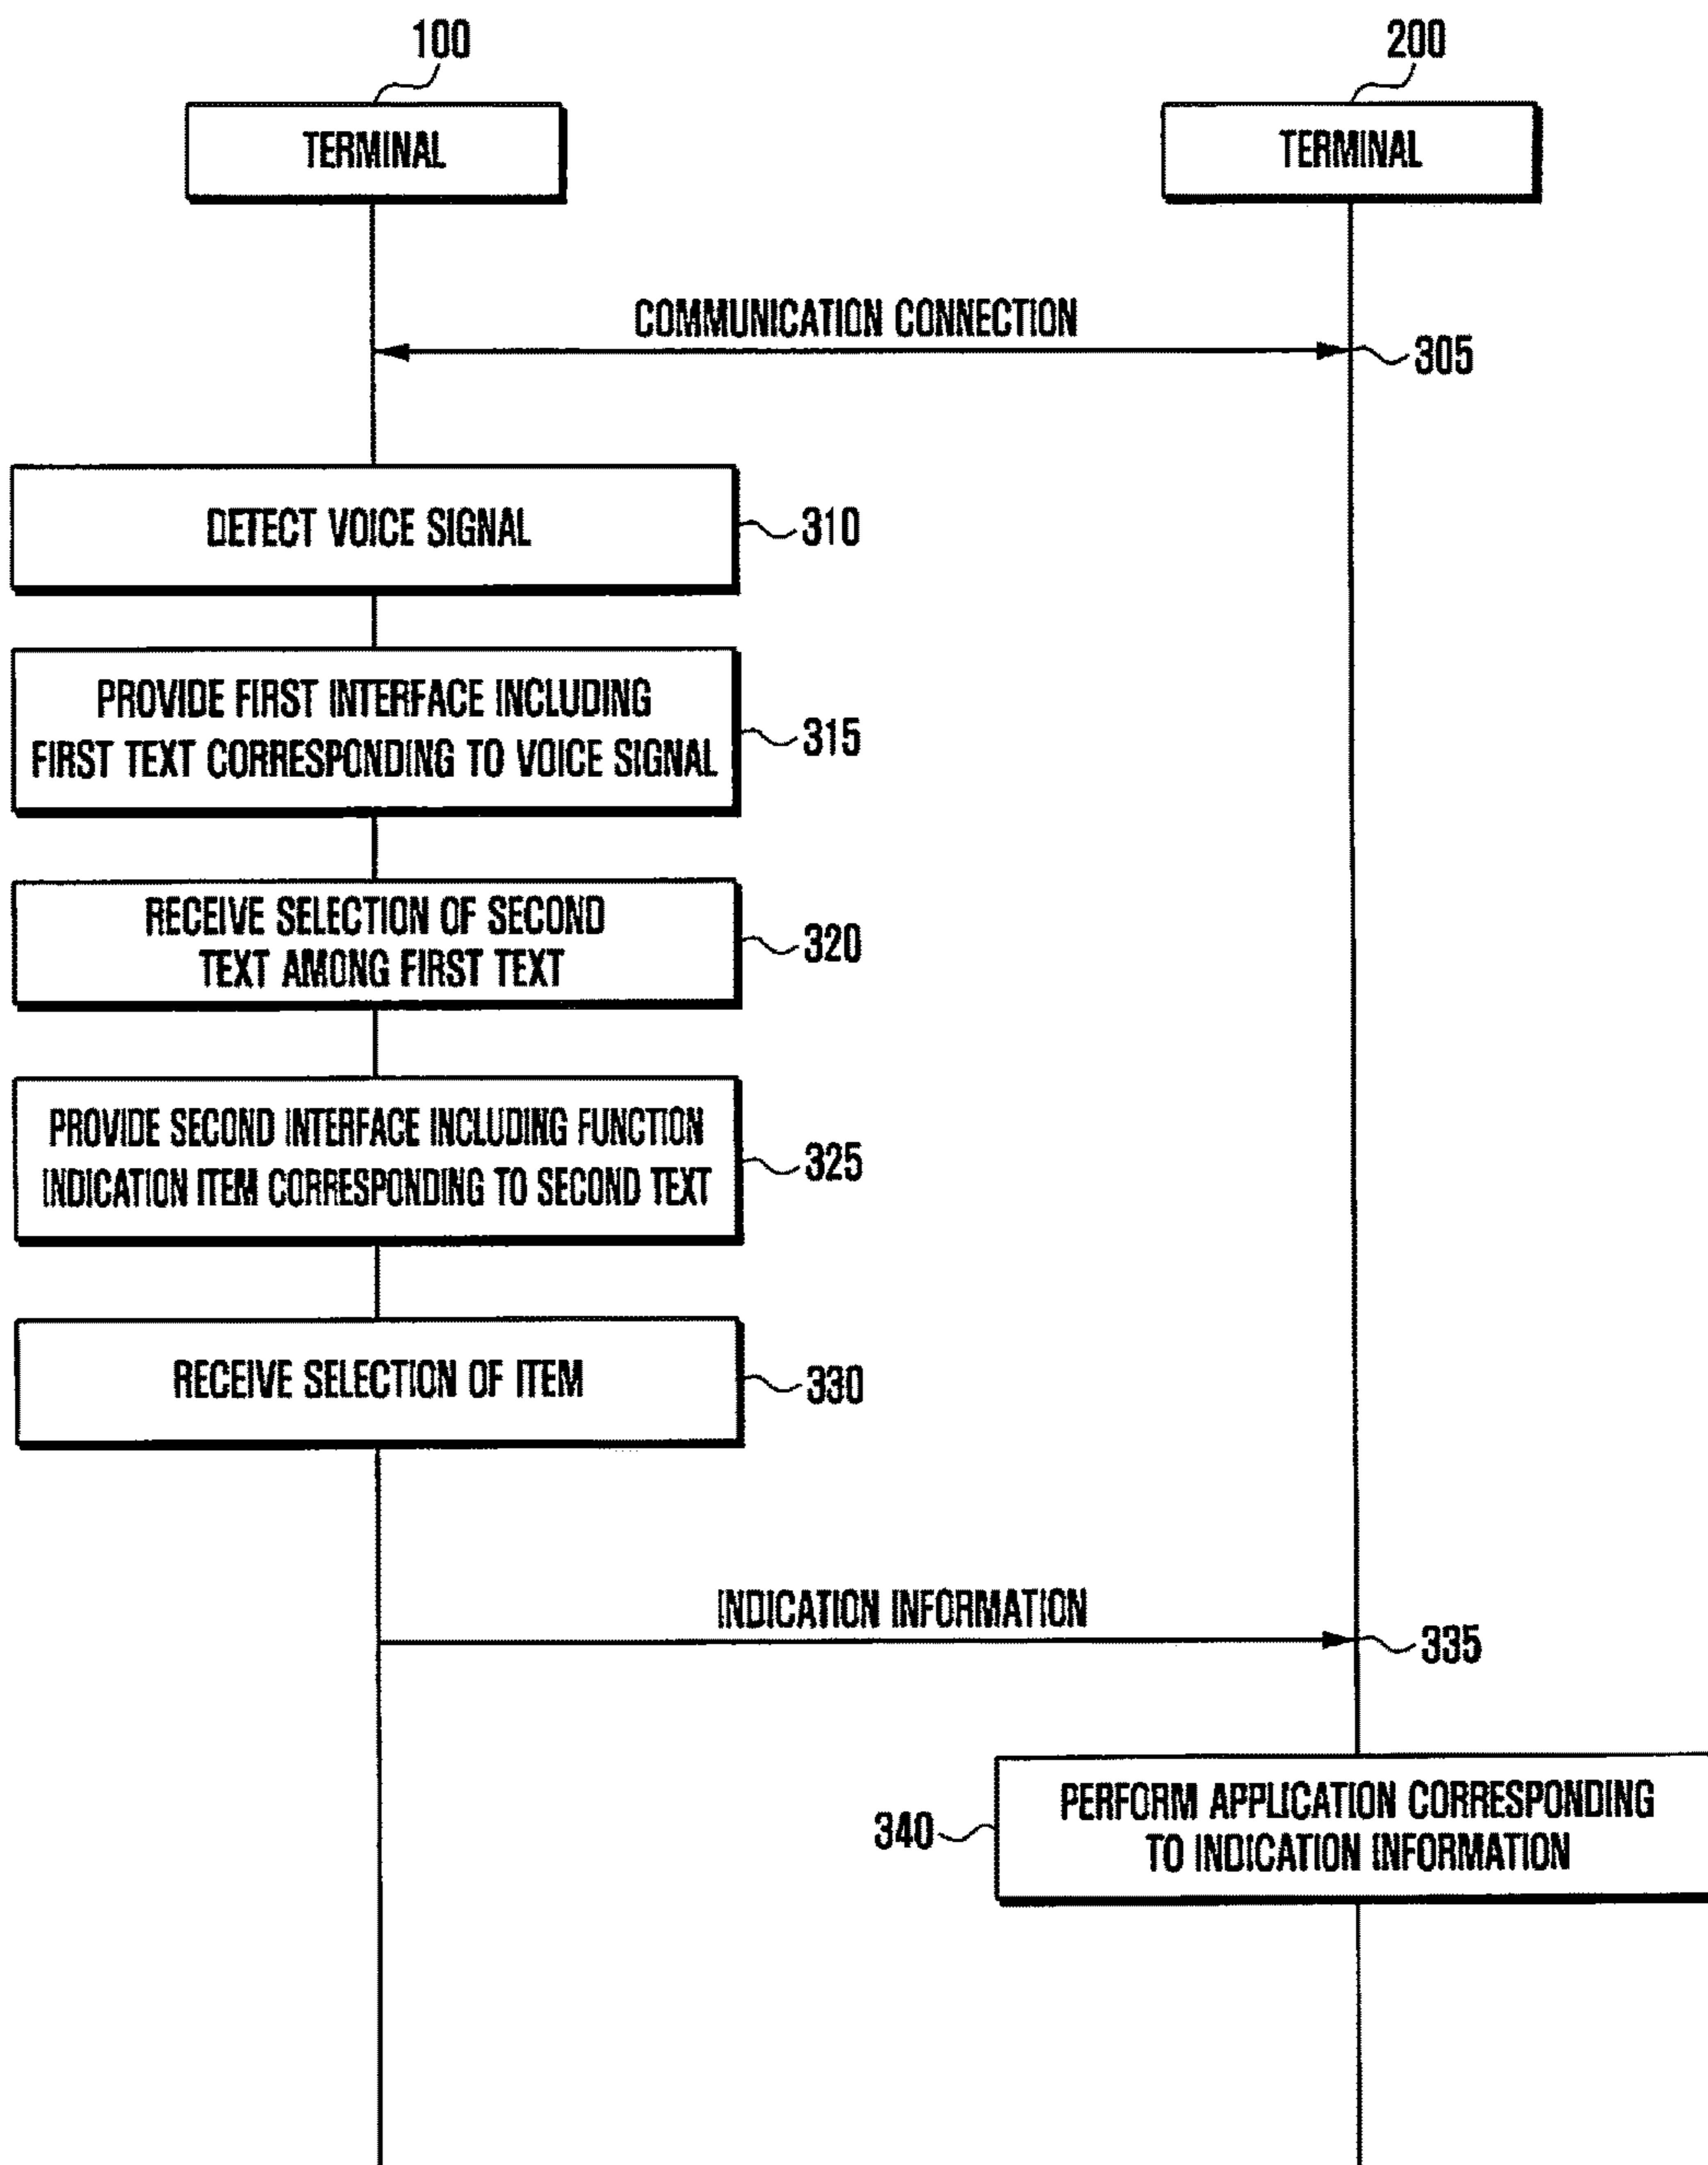 100
200
TERMINAL
TERMINAL
COMMUNICATION CONNECTION
305
DETECT VOICE SIGNAL
310
PROVIDE FIRST INTERFACE INCLUDING
FIRST TEXT CORRESPONDING TO VOICE SIGNAL
315
RECEIVE SELECTION OF SECOND
TEXT AMONG FIRST TEXT
320
PROVIDE SECOND INTERFACE INCLUDING FUNCTION
INDICATION ITEM CORRESPONDING TO SECOND TEXT
325
RECEIVE SELECTION OF ITEM
330
INDICATION INFORMATION
335
340
PERFORM APPLICATION CORRESPONDING
TO INDICATION INFORMATION